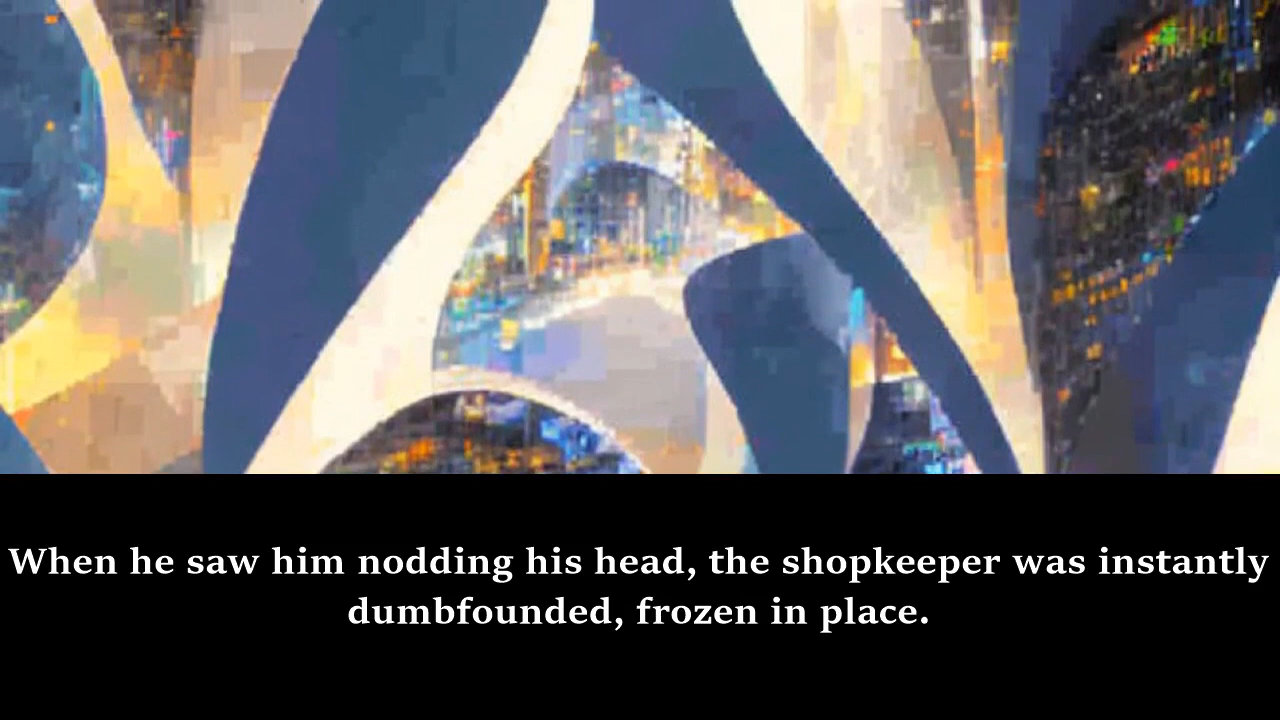 When he saw him nodding his head, the shopkeeper was instantly
dumbfounded, frozen in place.